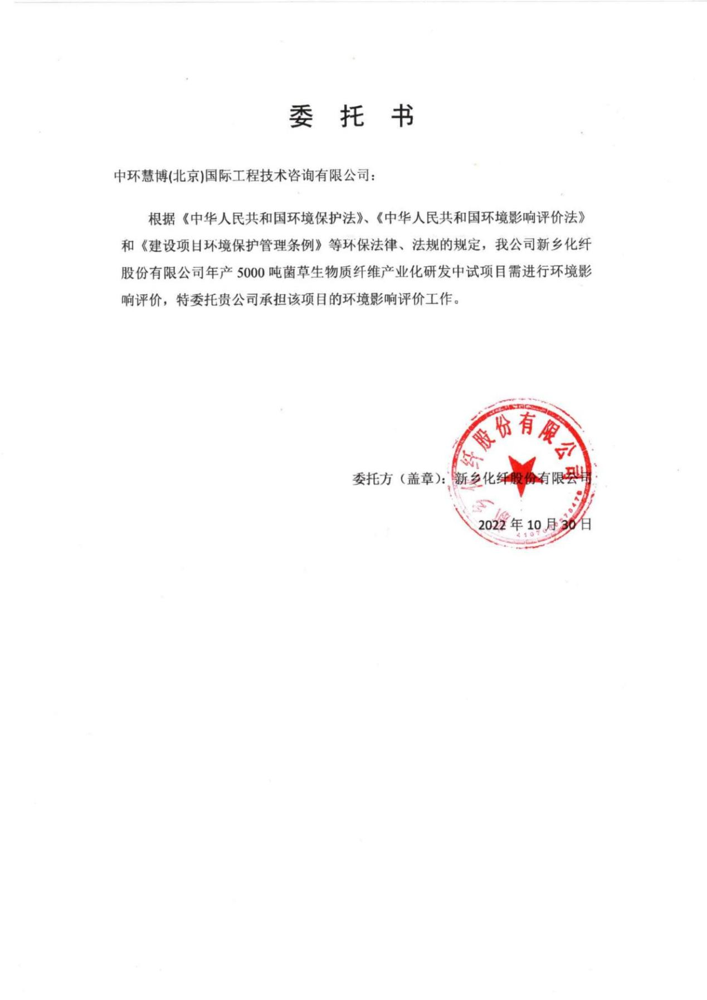 委 托 书
中环慧博(北京)国际工程技术咨询有限公司：
根据《中华人民共和国环境保护法》、《中华人民共和国环境影响评价法》
和《建设项目环境保护管理条例》等环保法律、法规的规定，我公司新乡化纤
股份有限公司年产 5000 吨菌草生物质纤维产业化研发中试项目需进行环境影
响评价，特委托贵公司承担该项目的环境影响评价工作。
新乡化纤股份有限公司
委托方（盖章）：新乡化纤股份有限公司
2022 年 10 月 30 日